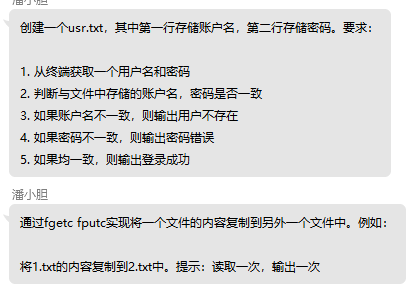 潘小胆
创建一个usr.txt，其中第一行存储账户名，第二行存储密码。要求：
1. 从终端获取一个用户名和密码
2. 判断与文件中存储的账户名，密码是否一致
3. 如果账户名不一致，则输出用户不存在
4. 如果密码不一致，则输出密码错误
5. 如果均一致，则输出登录成功
潘小胆
通过fgetc fputc实现将一个文件的内容复制到另外一个文件中。例如：
将1.txt的内容复制到2.txt中。提示：读取一次，输出一次